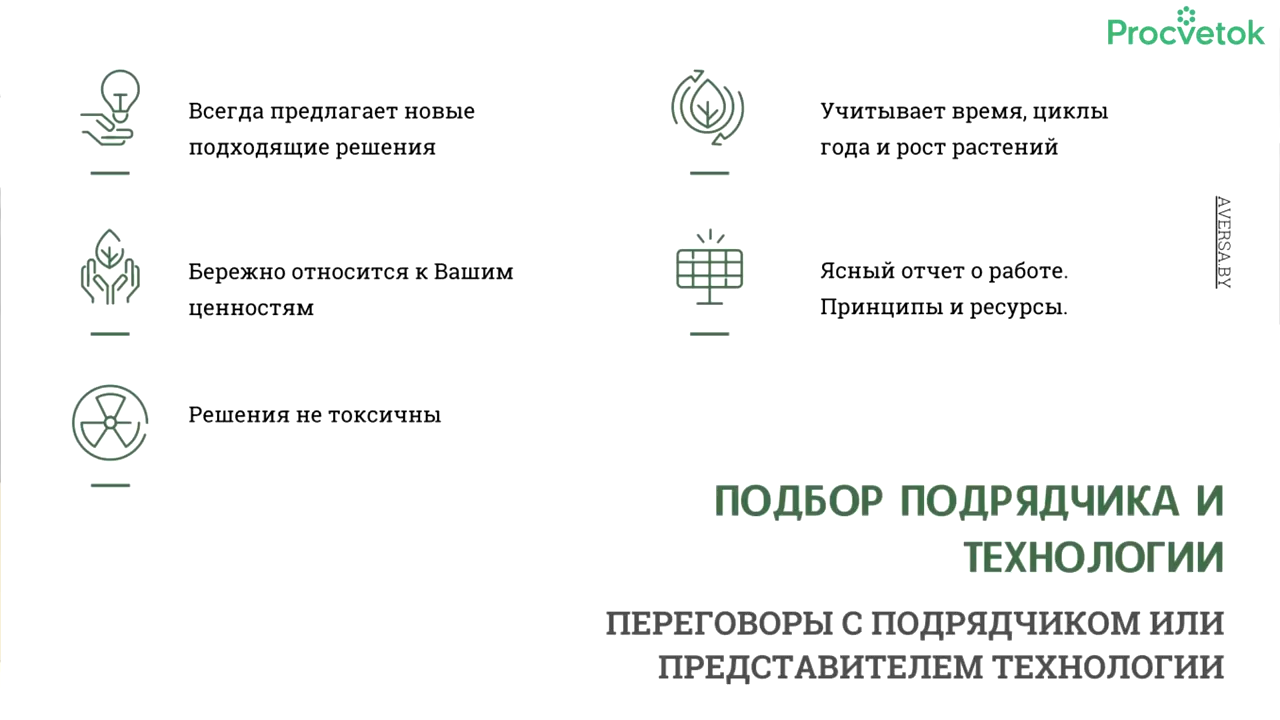 Procvetok
Всегда предлагает новые
подходящие решения
Учитывает время, циклы
года и рост растений
AVERSA.BY
Бережно относится к Вашим
ценностям
Ясный отчет о работе.
Принципы и ресурсы.
Решения не токсичны
ПОДБОР ПОДРЯДЧИКА И
ТЕХНОЛОГИИ
ПЕРЕГОВОРЫ С ПОДРЯДЧИКОМ ИЛИ
ПРЕДСТАВИТЕЛЕМ ТЕХНОЛОГИИ